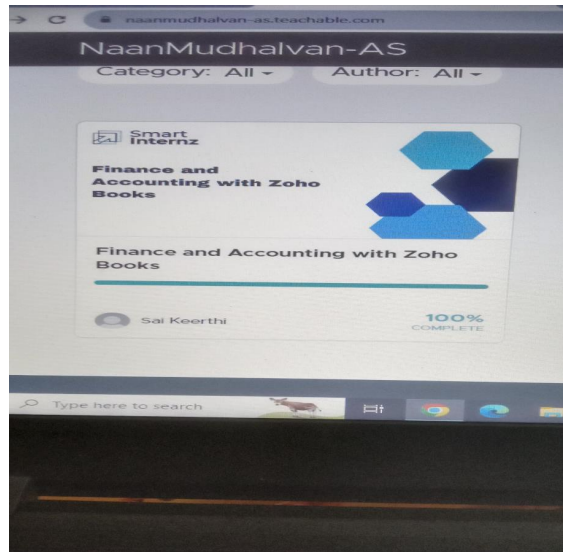 naanmudhalvan-as.teachable.com
NaanMudhalvan-AS
Category: All Author: All
Smart
Internz
Finance and
Accounting with Zoho
Books
Finance and Accounting with Zoho
Books
Sai Keerthi 100%
COMPLETE
Type here to search